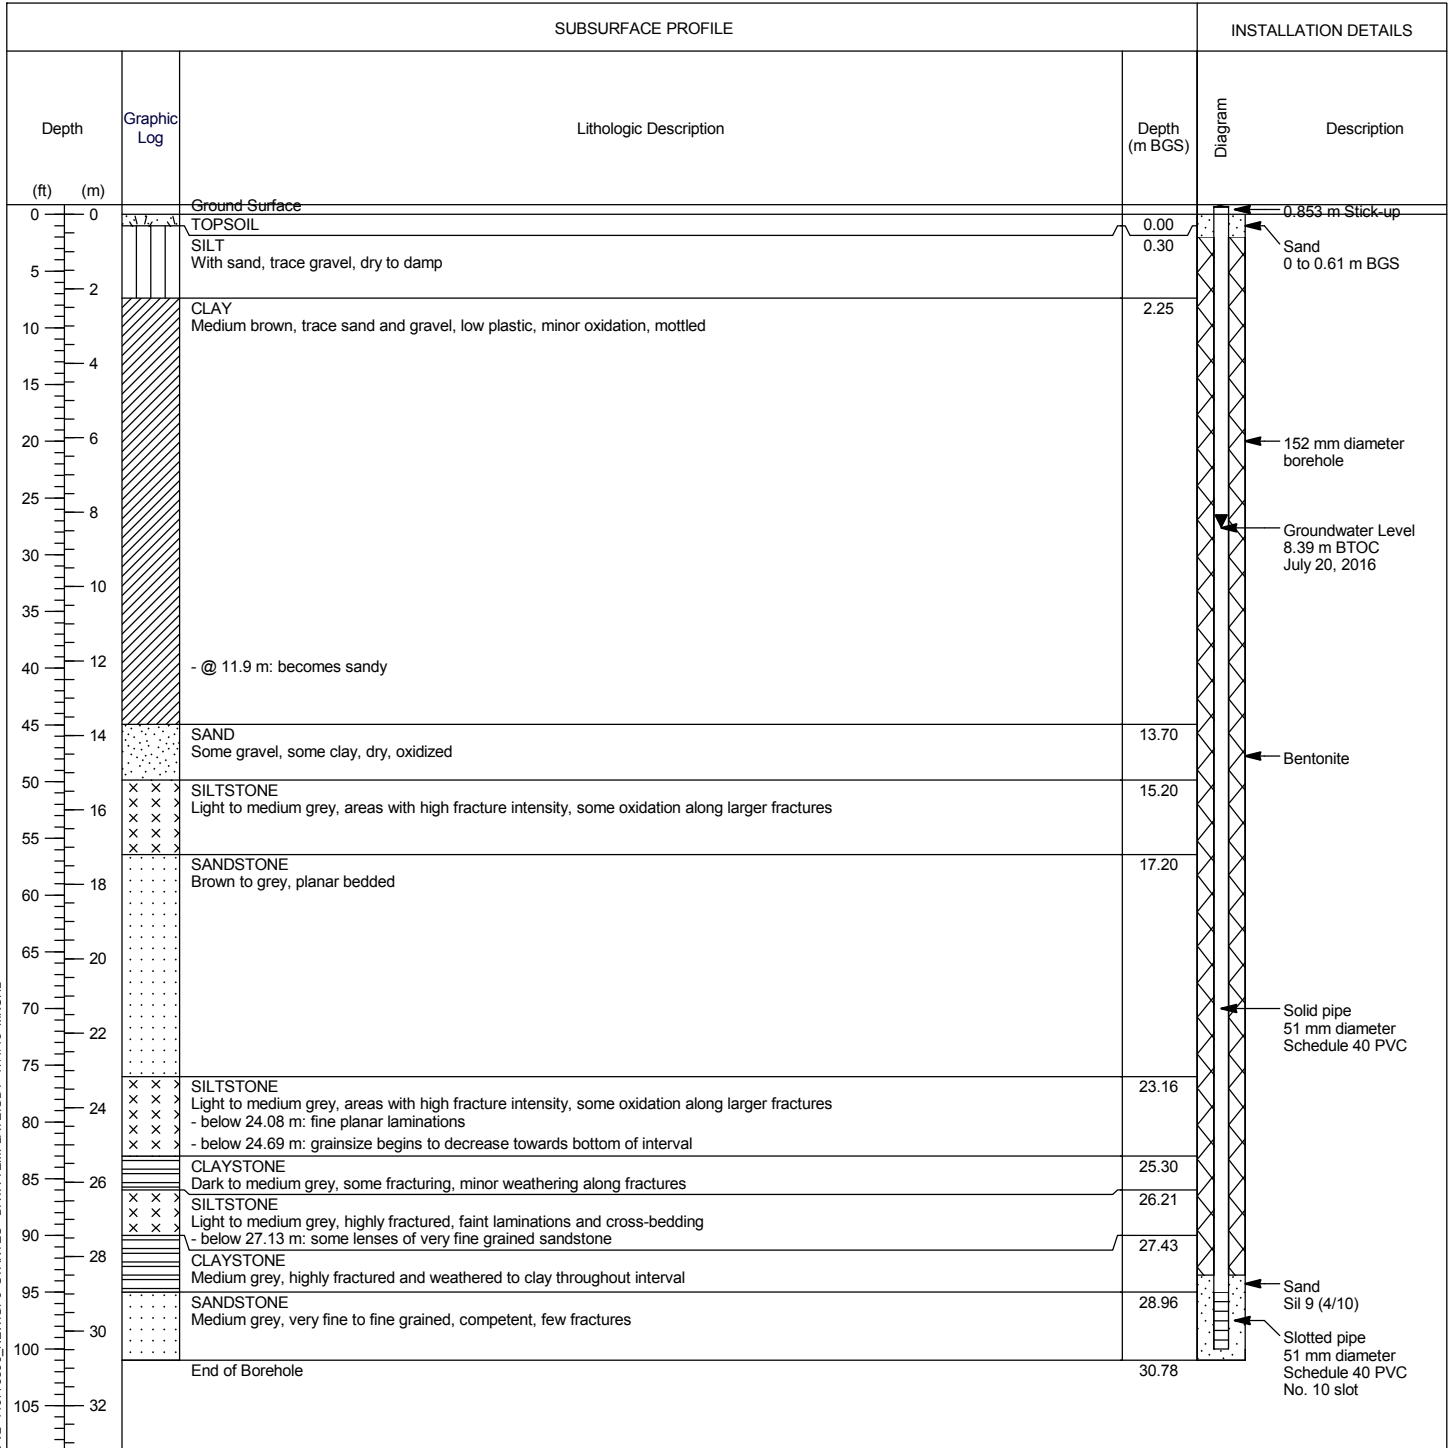 SUBSURFACE PROFILE
INSTALLATION DETAILS
Depth
Graphic
Log
Lithologic Description
Depth
(m BGS)
Diagram
Description
(ft)
(m)
Ground Surface
0
0
TOPSOIL
0.00
0.853 m Stick-up
SILT
0.30
With sand, trace gravel, dry to damp
Sand
0 to 0.61 m BGS
5
2
CLAY
2.25
Medium brown, trace sand and gravel, low plastic, minor oxidation, mottled
10
4
15
20
6
152 mm diameter
borehole
25
8
Groundwater Level
8.39 m BTOC
July 20, 2016
30
10
35
40
12
- @ 11.9 m: becomes sandy
45
14
SAND
13.70
Some gravel, some clay, dry, oxidized
Bentonite
50
SILTSTONE
15.20
Light to medium grey, areas with high fracture intensity, some oxidation along larger fractures
16
55
SANDSTONE
17.20
Brown to grey, planar bedded
18
60
65
20
70
22
Solid pipe
51 mm diameter
Schedule 40 PVC
75
SILTSTONE
23.16
Light to medium grey, areas with high fracture intensity, some oxidation along larger fractures
24
- below 24.08 m: fine planar laminations
80
- below 24.69 m: grainsize begins to decrease towards bottom of interval
CLAYSTONE
25.30
85
26
Dark to medium grey, some fracturing, minor weathering along fractures
SILTSTONE
26.21
Light to medium grey, highly fractured, faint laminations and cross-bedding
90
- below 27.13 m: some lenses of very fine grained sandstone
27.43
28
CLAYSTONE
Medium grey, highly fractured and weathered to clay throughout interval
95
Sand
Sil 9 (4/10)
SANDSTONE
28.96
Medium grey, very fine to fine grained, competent, few fractures
30
100
Slotted pipe
51 mm diameter
Schedule 40 PVC
No. 10 slot
End of Borehole
30.78
105
32